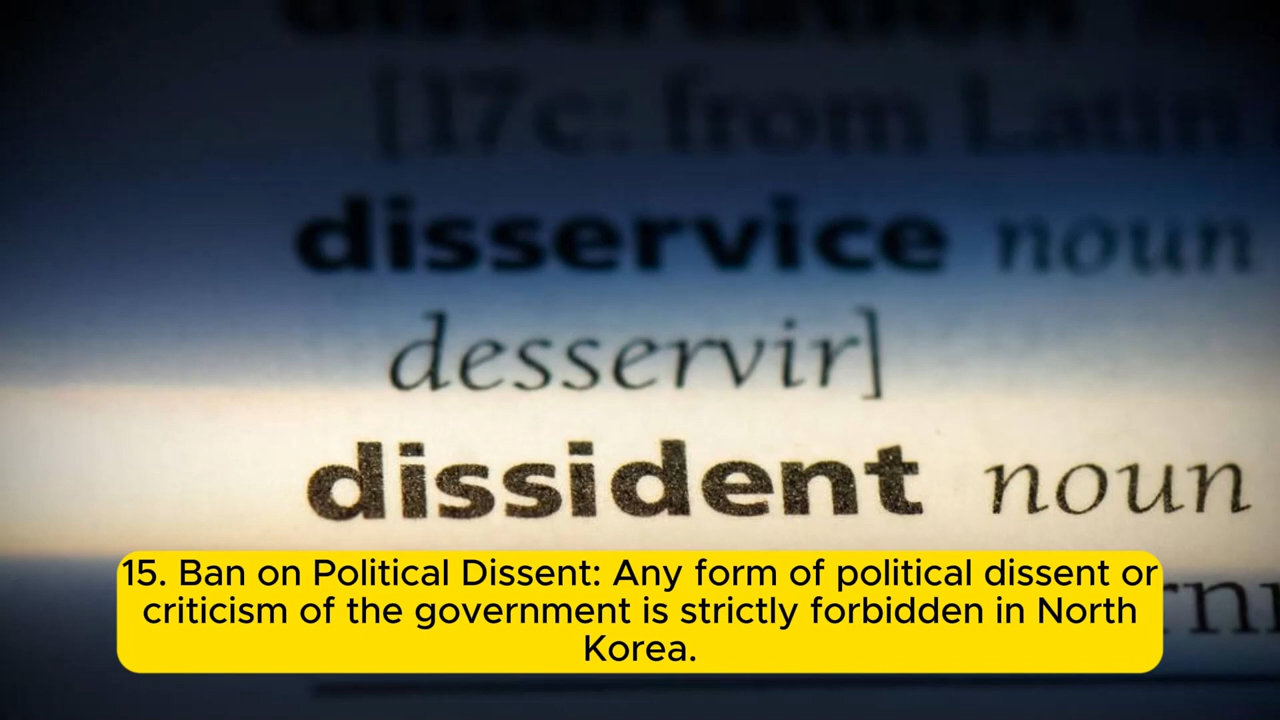 dissertation
[17c: from Latin
disservice noun
desservir]
dissident noun
15. Ban on Political Dissent: Any form of political dissent or
criticism of the government is strictly forbidden in North
Korea.